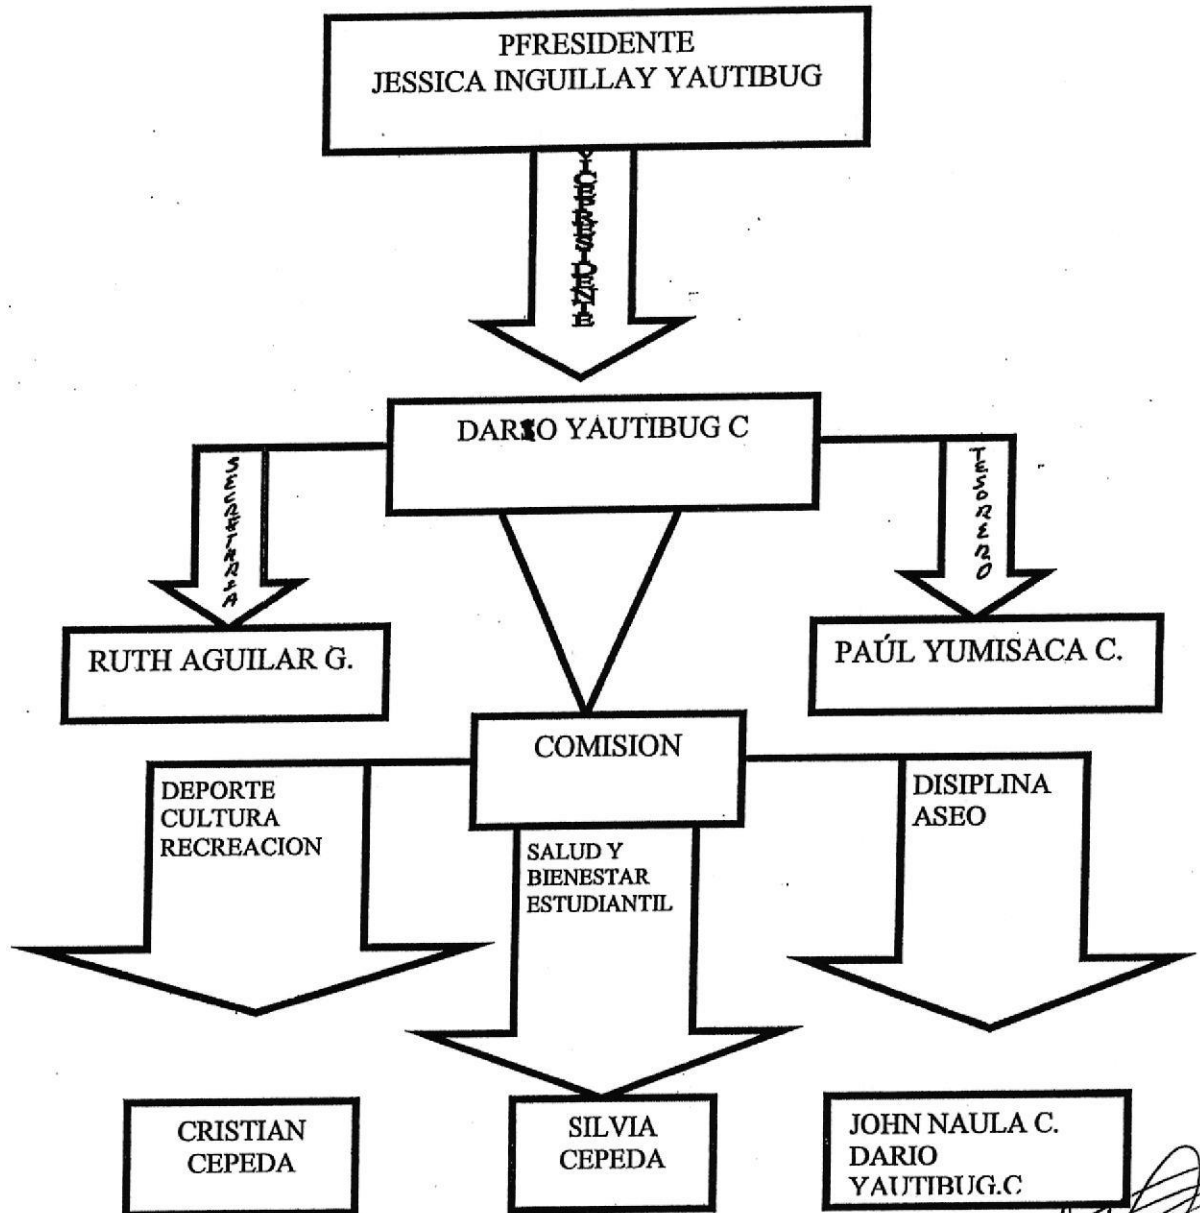 PFRESIDENTE
JESSICA INGUILLAY YAUTIBUG
VICEPRESIDENTE
DARIO YAUTIBUG C
SECRETARIA
TESORERO
RUTH AGUILAR G.
PAÚL YUMISACA C.
COMISION
DEPORTE
CULTURA
RECREACION
SALUD Y
BIENESTAR
ESTUDIANTIL
DISIPLINA
ASEO
CRISTIAN
CEPEDA
SILVIA
CEPEDA
JOHN NAULA C.
DARIO
YAUTIBUG.C